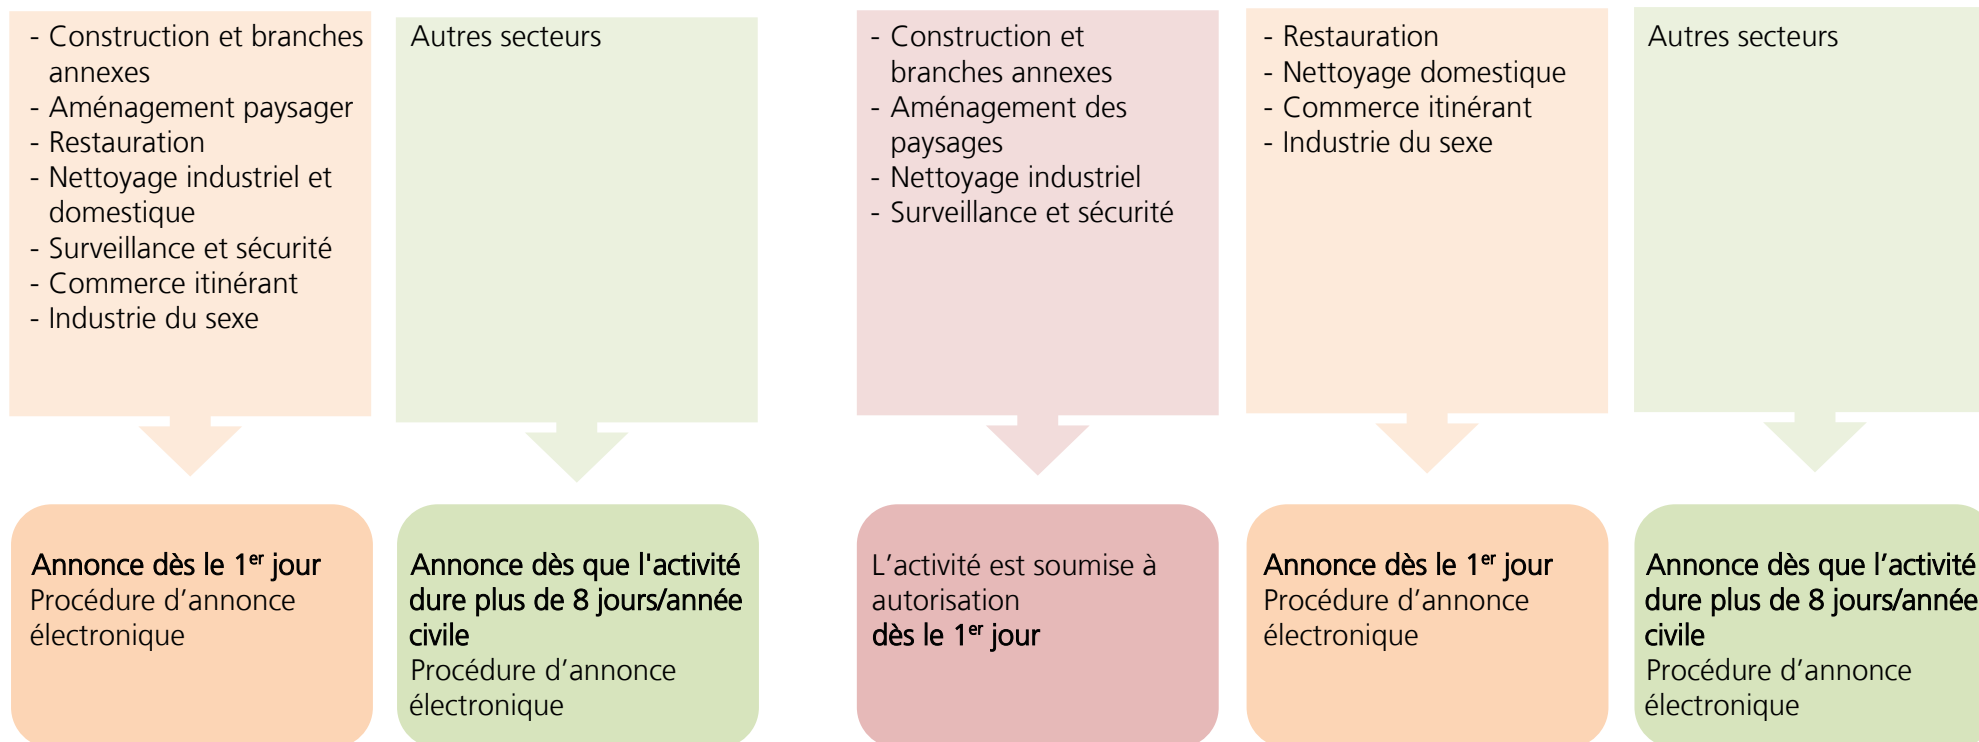 - Construction et branches
annexes
- Aménagement paysager
- Restauration
- Nettoyage industriel et
domestique
- Surveillance et sécurité
- Commerce itinérant
- Industrie du sexe
Autres secteurs
- Construction et
branches annexes
- Aménagement des
paysages
- Nettoyage industriel
- Surveillance et sécurité
- Restauration
- Nettoyage domestique
- Commerce itinérant
- Industrie du sexe
Autres secteurs
Annonce dès le 1er jour
Procédure d’annonce
électronique
Annonce dès que l'activité
dure plus de 8 jours/année
civile
Procédure d’annonce
électronique
L’activité est soumise à
autorisation
dès le 1er jour
Annonce dès le 1er jour
Procédure d’annonce
électronique
Annonce dès que l’activité
dure plus de 8 jours/année
civile
Procédure d’annonce
électronique